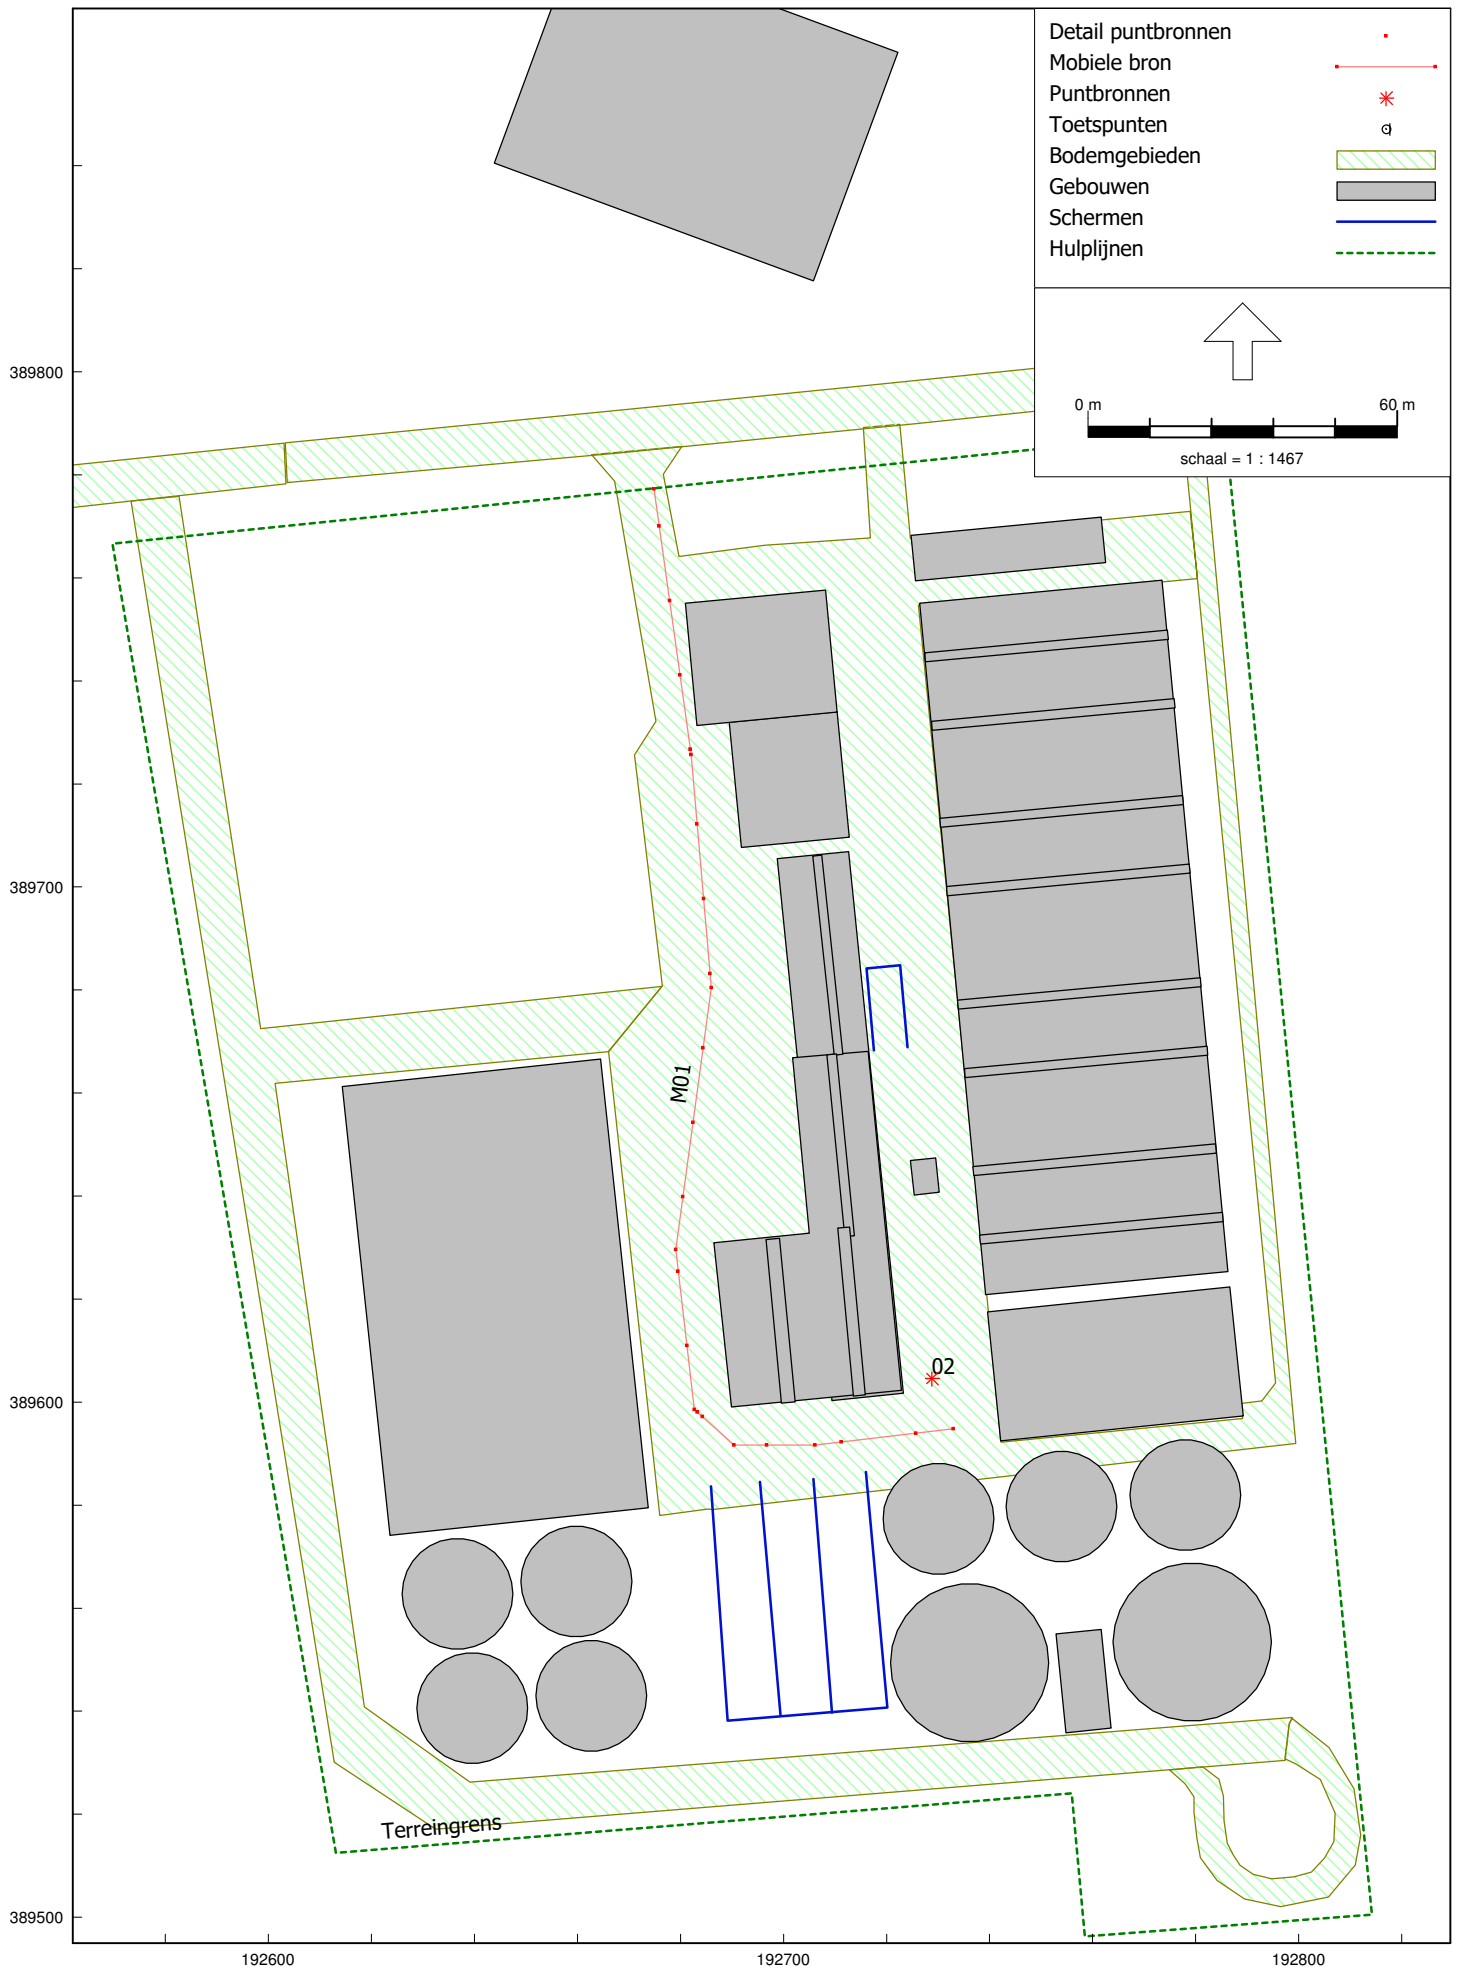 Detail puntbronnen
Mobiele bron
Puntbronnen
Toetspunten
Bodemgebieden
Gebouwen
Schermen
Hulplijnen
0 m 60 m
schaal = 1 : 1467
389800
389700
M01
02
389600
Terreingrens
389500
192600 192700 192800